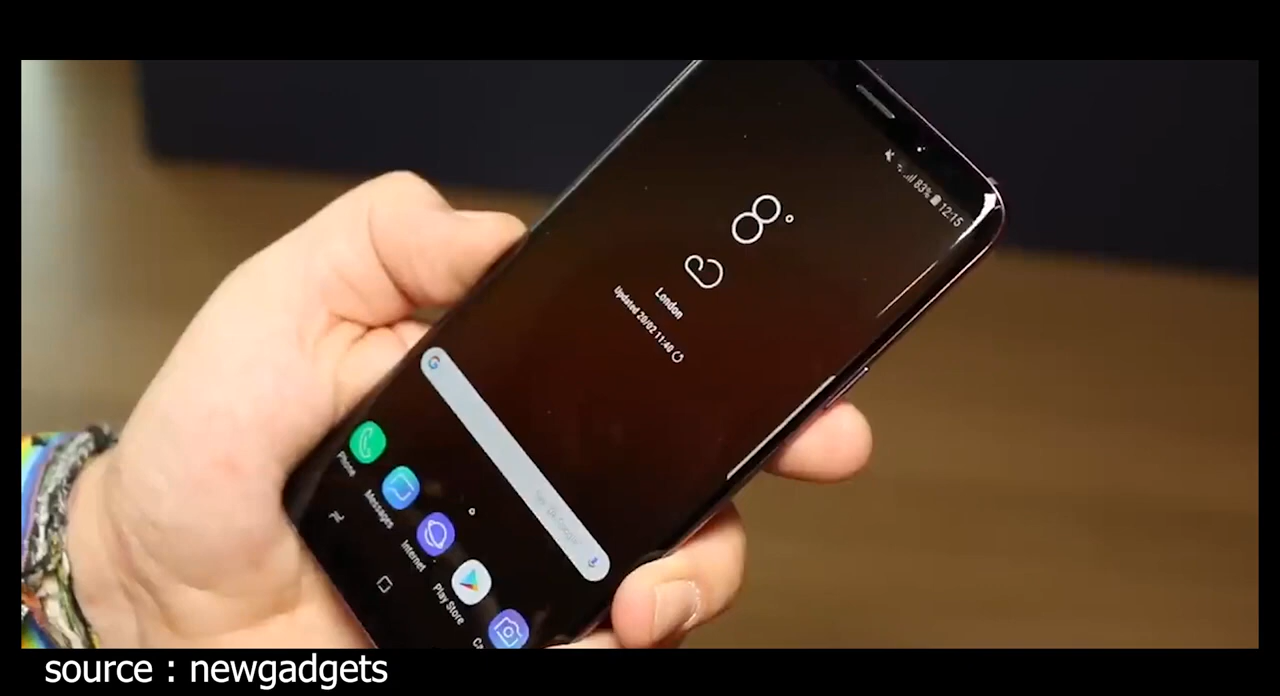 83% 12:15
8°
London
Updated 20/02 11:40
G
Phone
Messages
Internet
Play Store
source : newgadgets